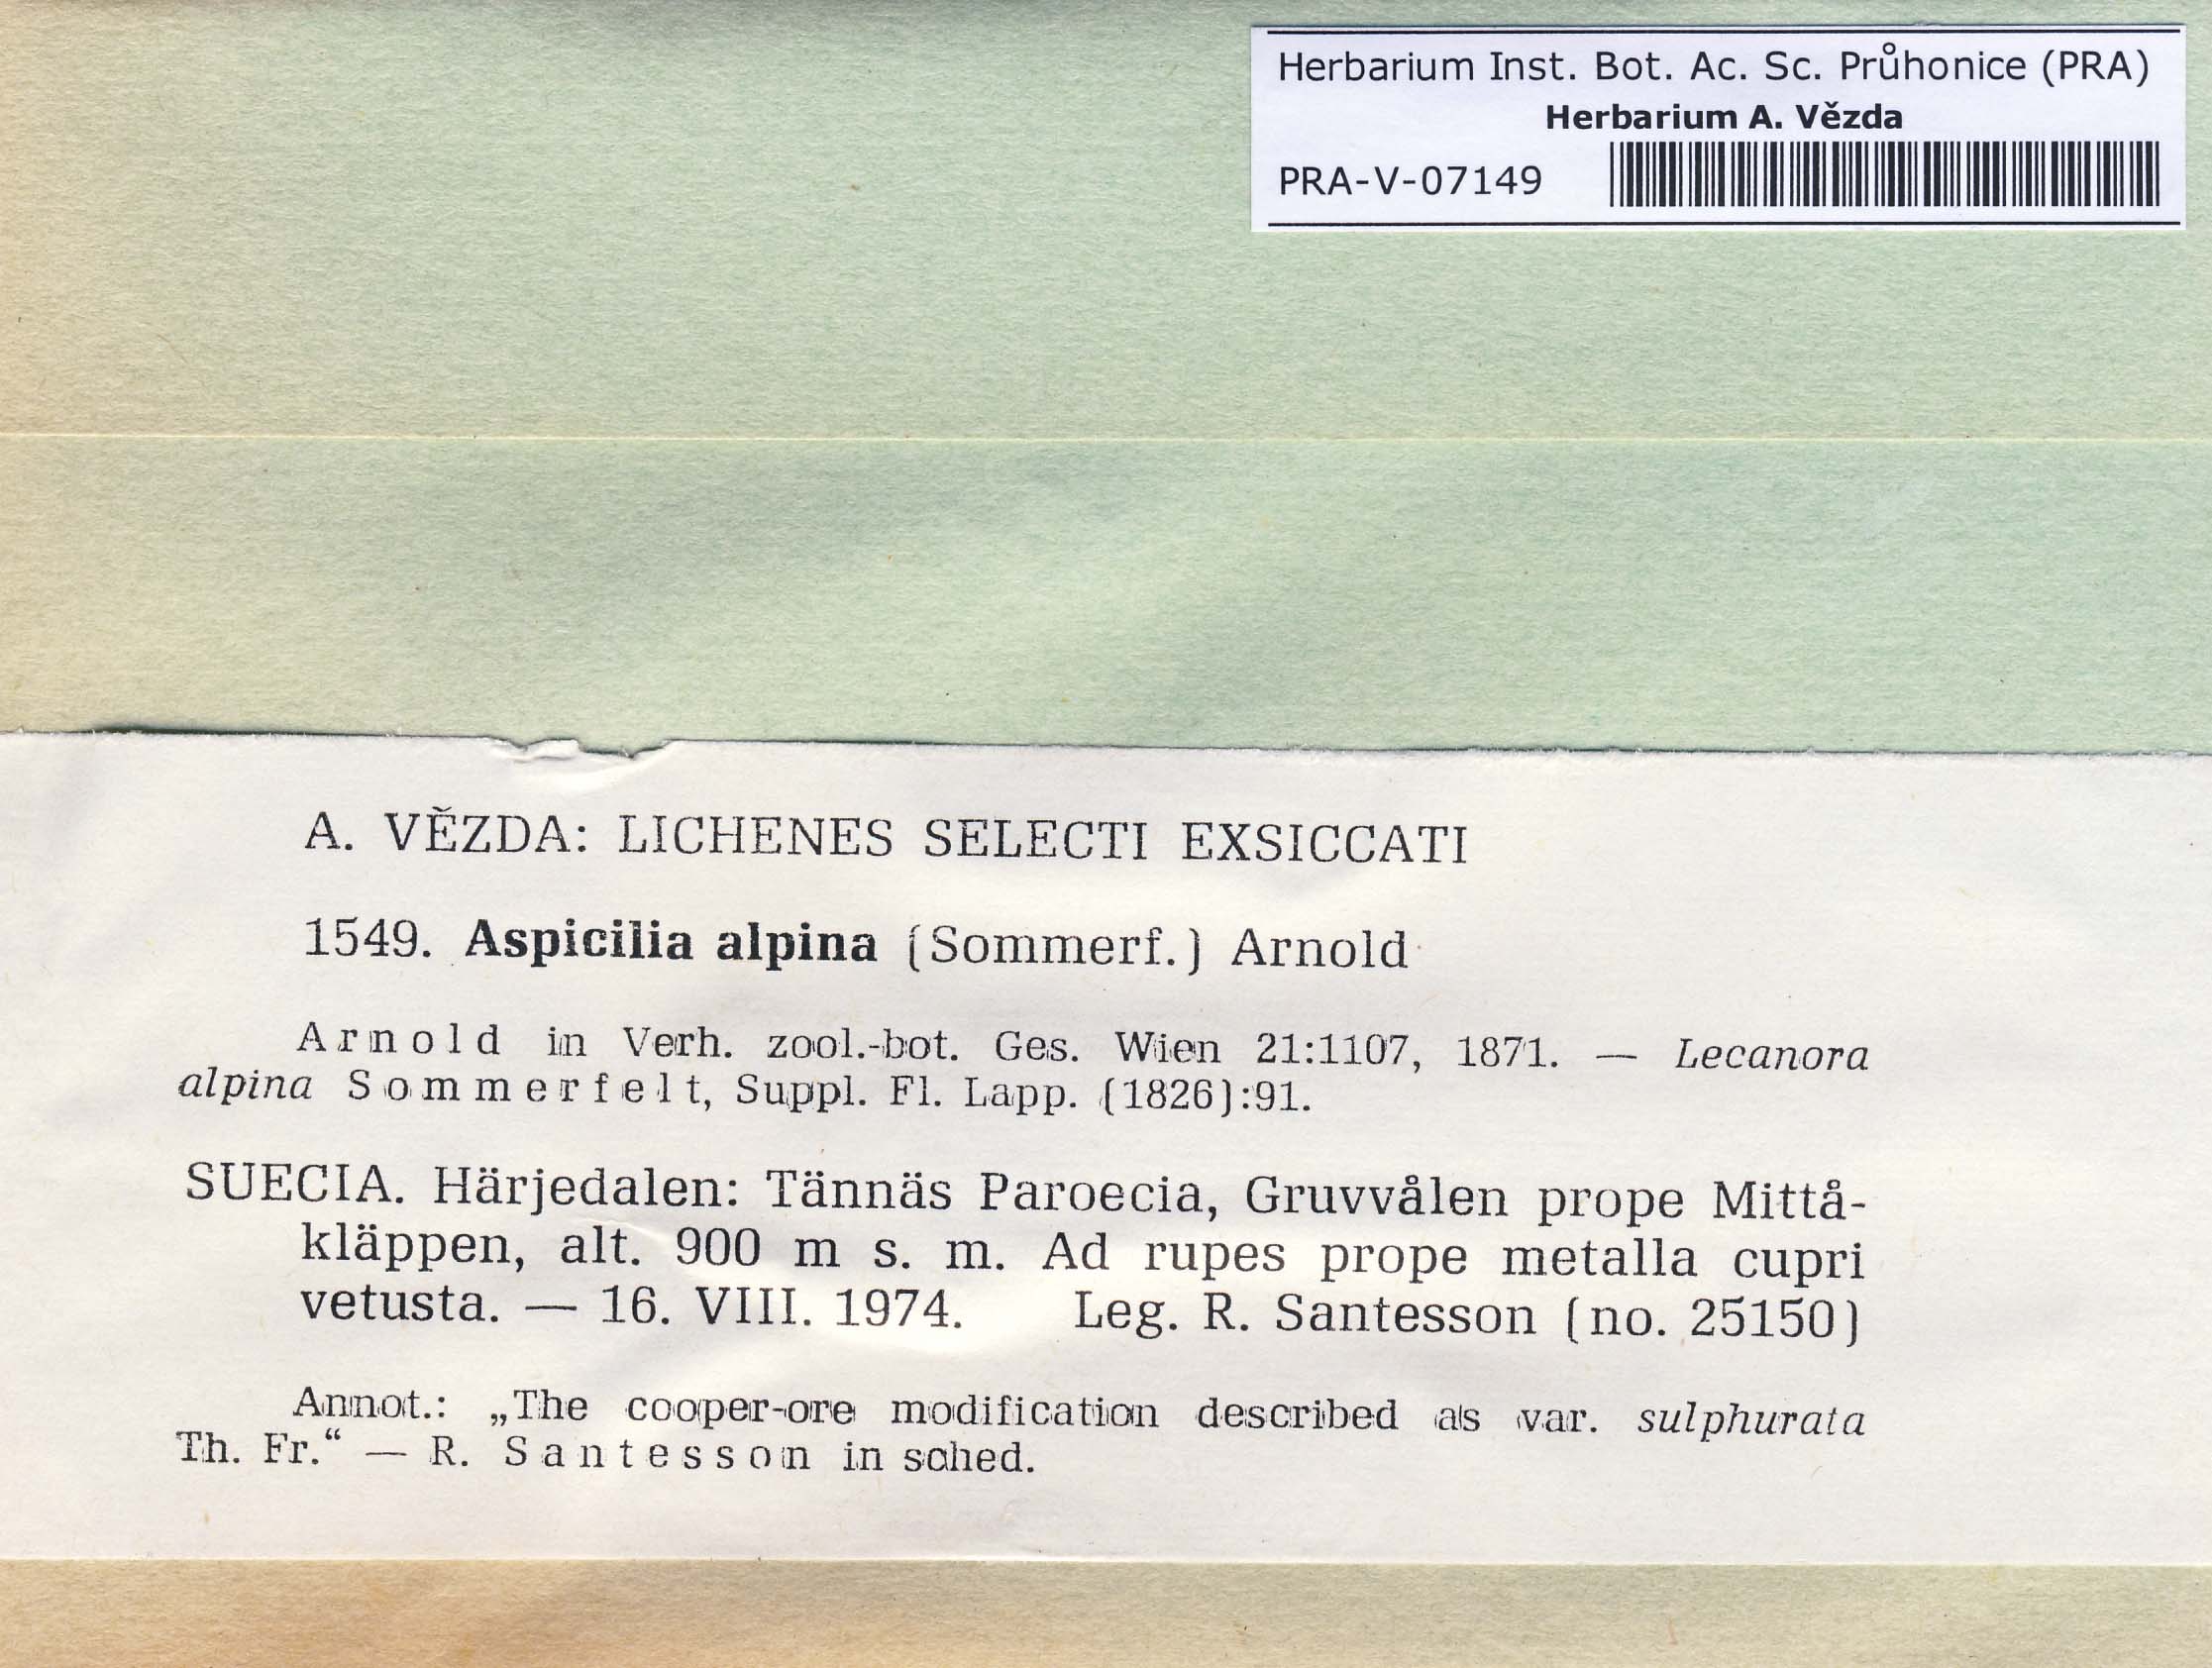 Herbarium Inst. Bot. Ac. Sc. Průhonice (PRA)
Herbarium A. Vězda
PRA-V-07149
A. VĚZDA: LICHENES SELECTI EXSICCATI
1549. Aspicilia alpina (Sommerf.) Arnold
Arnold in Verh. zool.-bot. Ges. Wien 21:1107, 1871. — Lecanora
alpina Sommerfelt, Suppl. Fl. Lapp. (1826):91.
SUECIA. Härjedalen: Tännäs Paroecia, Gruvvålen prope Mittå-
kläppen, alt. 900 m s. m. Ad rupes prope metalla cupri
vetusta. — 16. VIII. 1974. Leg. R. Santesson (no. 25150)
Annot.: „The cooper-ore modification described as var. sulphurata
Th. Fr.“ — R. Santesson in sched.